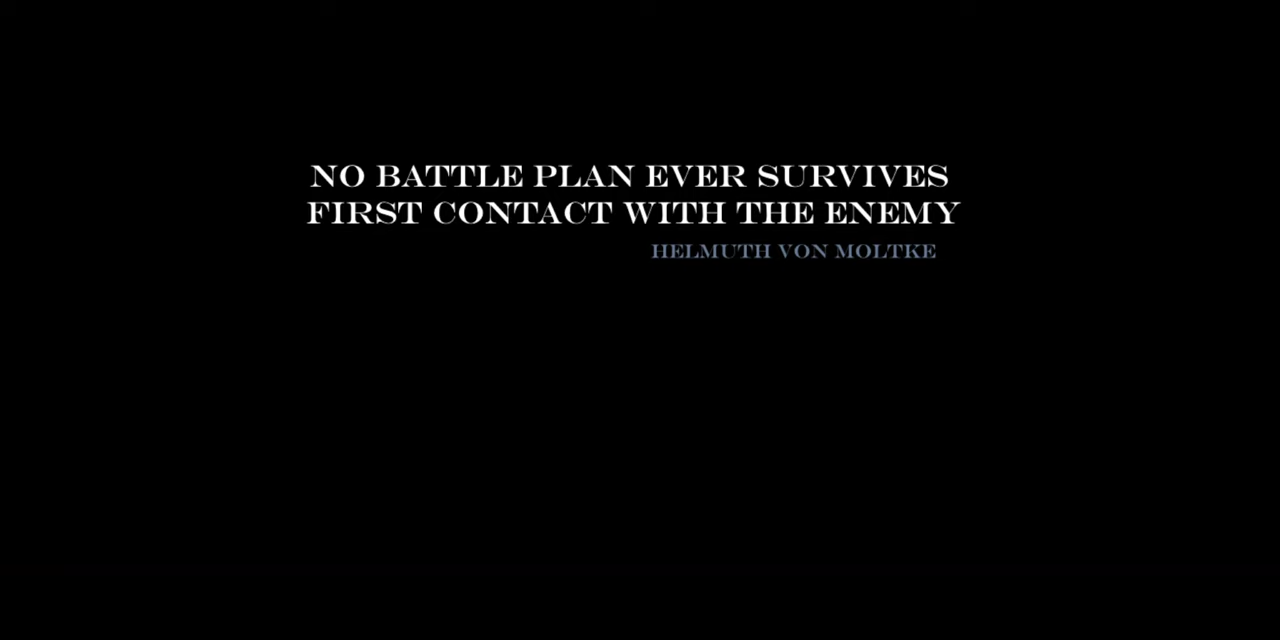 NO BATTLE PLAN EVER SURVIVES
FIRST CONTACT WITH THE ENEMY
HELMUTH VON MOLTKE